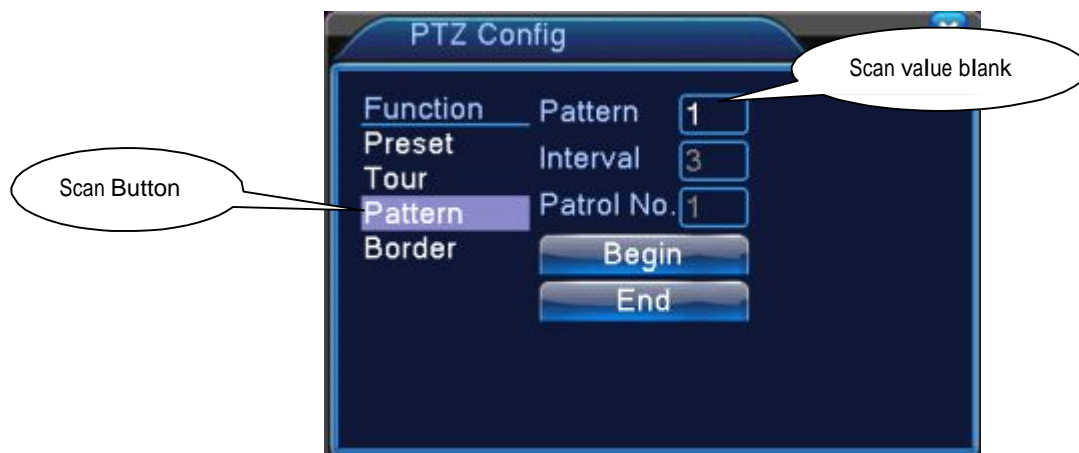 PTZ Config
Scan value blank
Function
Pattern
1
Preset
Interval
3
Tour
Scan Button
Pattern
Patrol No.
1
Border
Begin
End